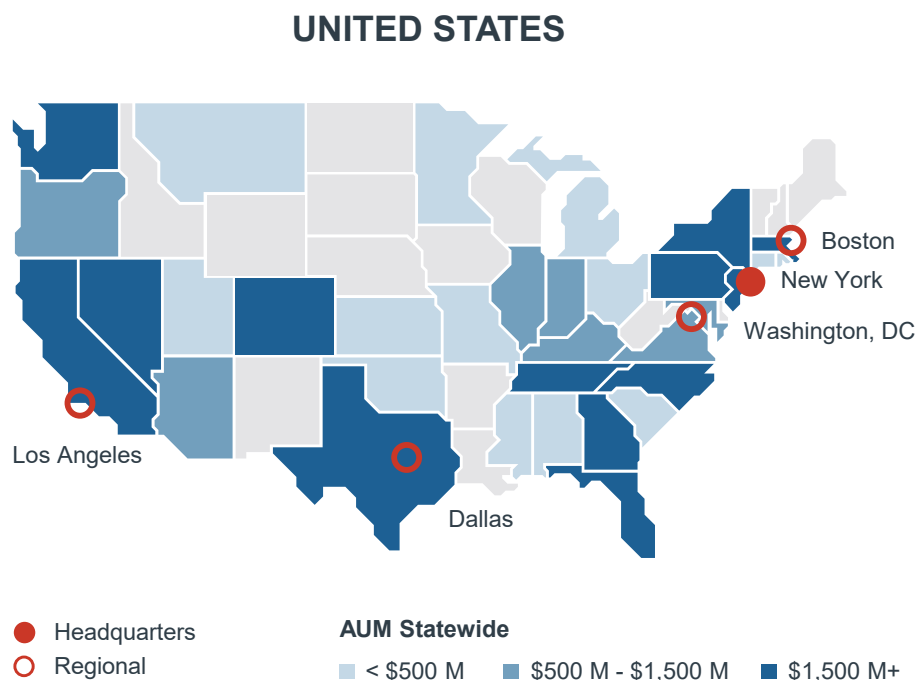 UNITED STATES
Boston
New York
Washington, DC
Los Angeles
Dallas
Headquarters
Regional
AUM Statewide
< $500 M
$500 M - $1,500 M
$1,500 M+